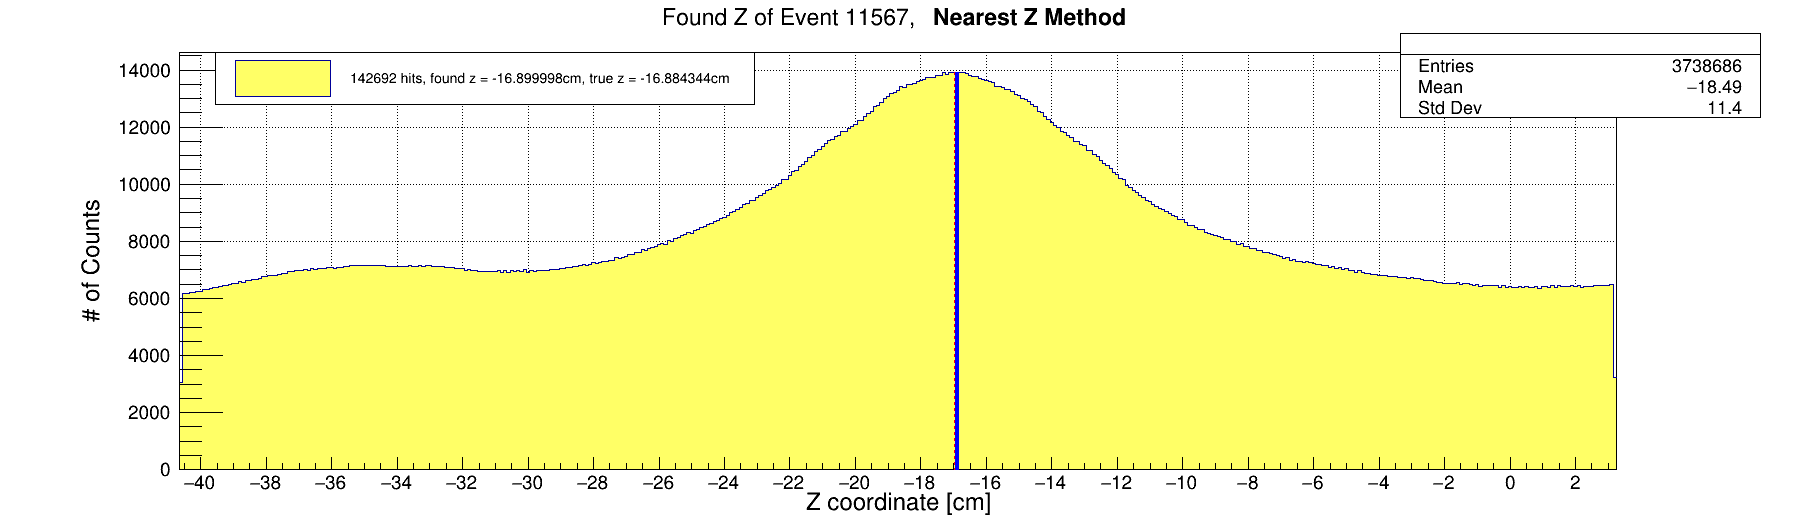 Found Z of Event 11567, Nearest Z Method
142692 hits, found z = -16.899998cm, true z = -16.884344cm
Entries 3738686
Mean −18.49
Std Dev 11.4
# of Counts
14000
12000
10000
8000
6000
4000
2000
0
−40 −38 −36 −34 −32 −30 −28 −26 −24 −22 −20 −18 −16 −14 −12 −10 −8 −6 −4 −2 0 2
Z coordinate [cm]